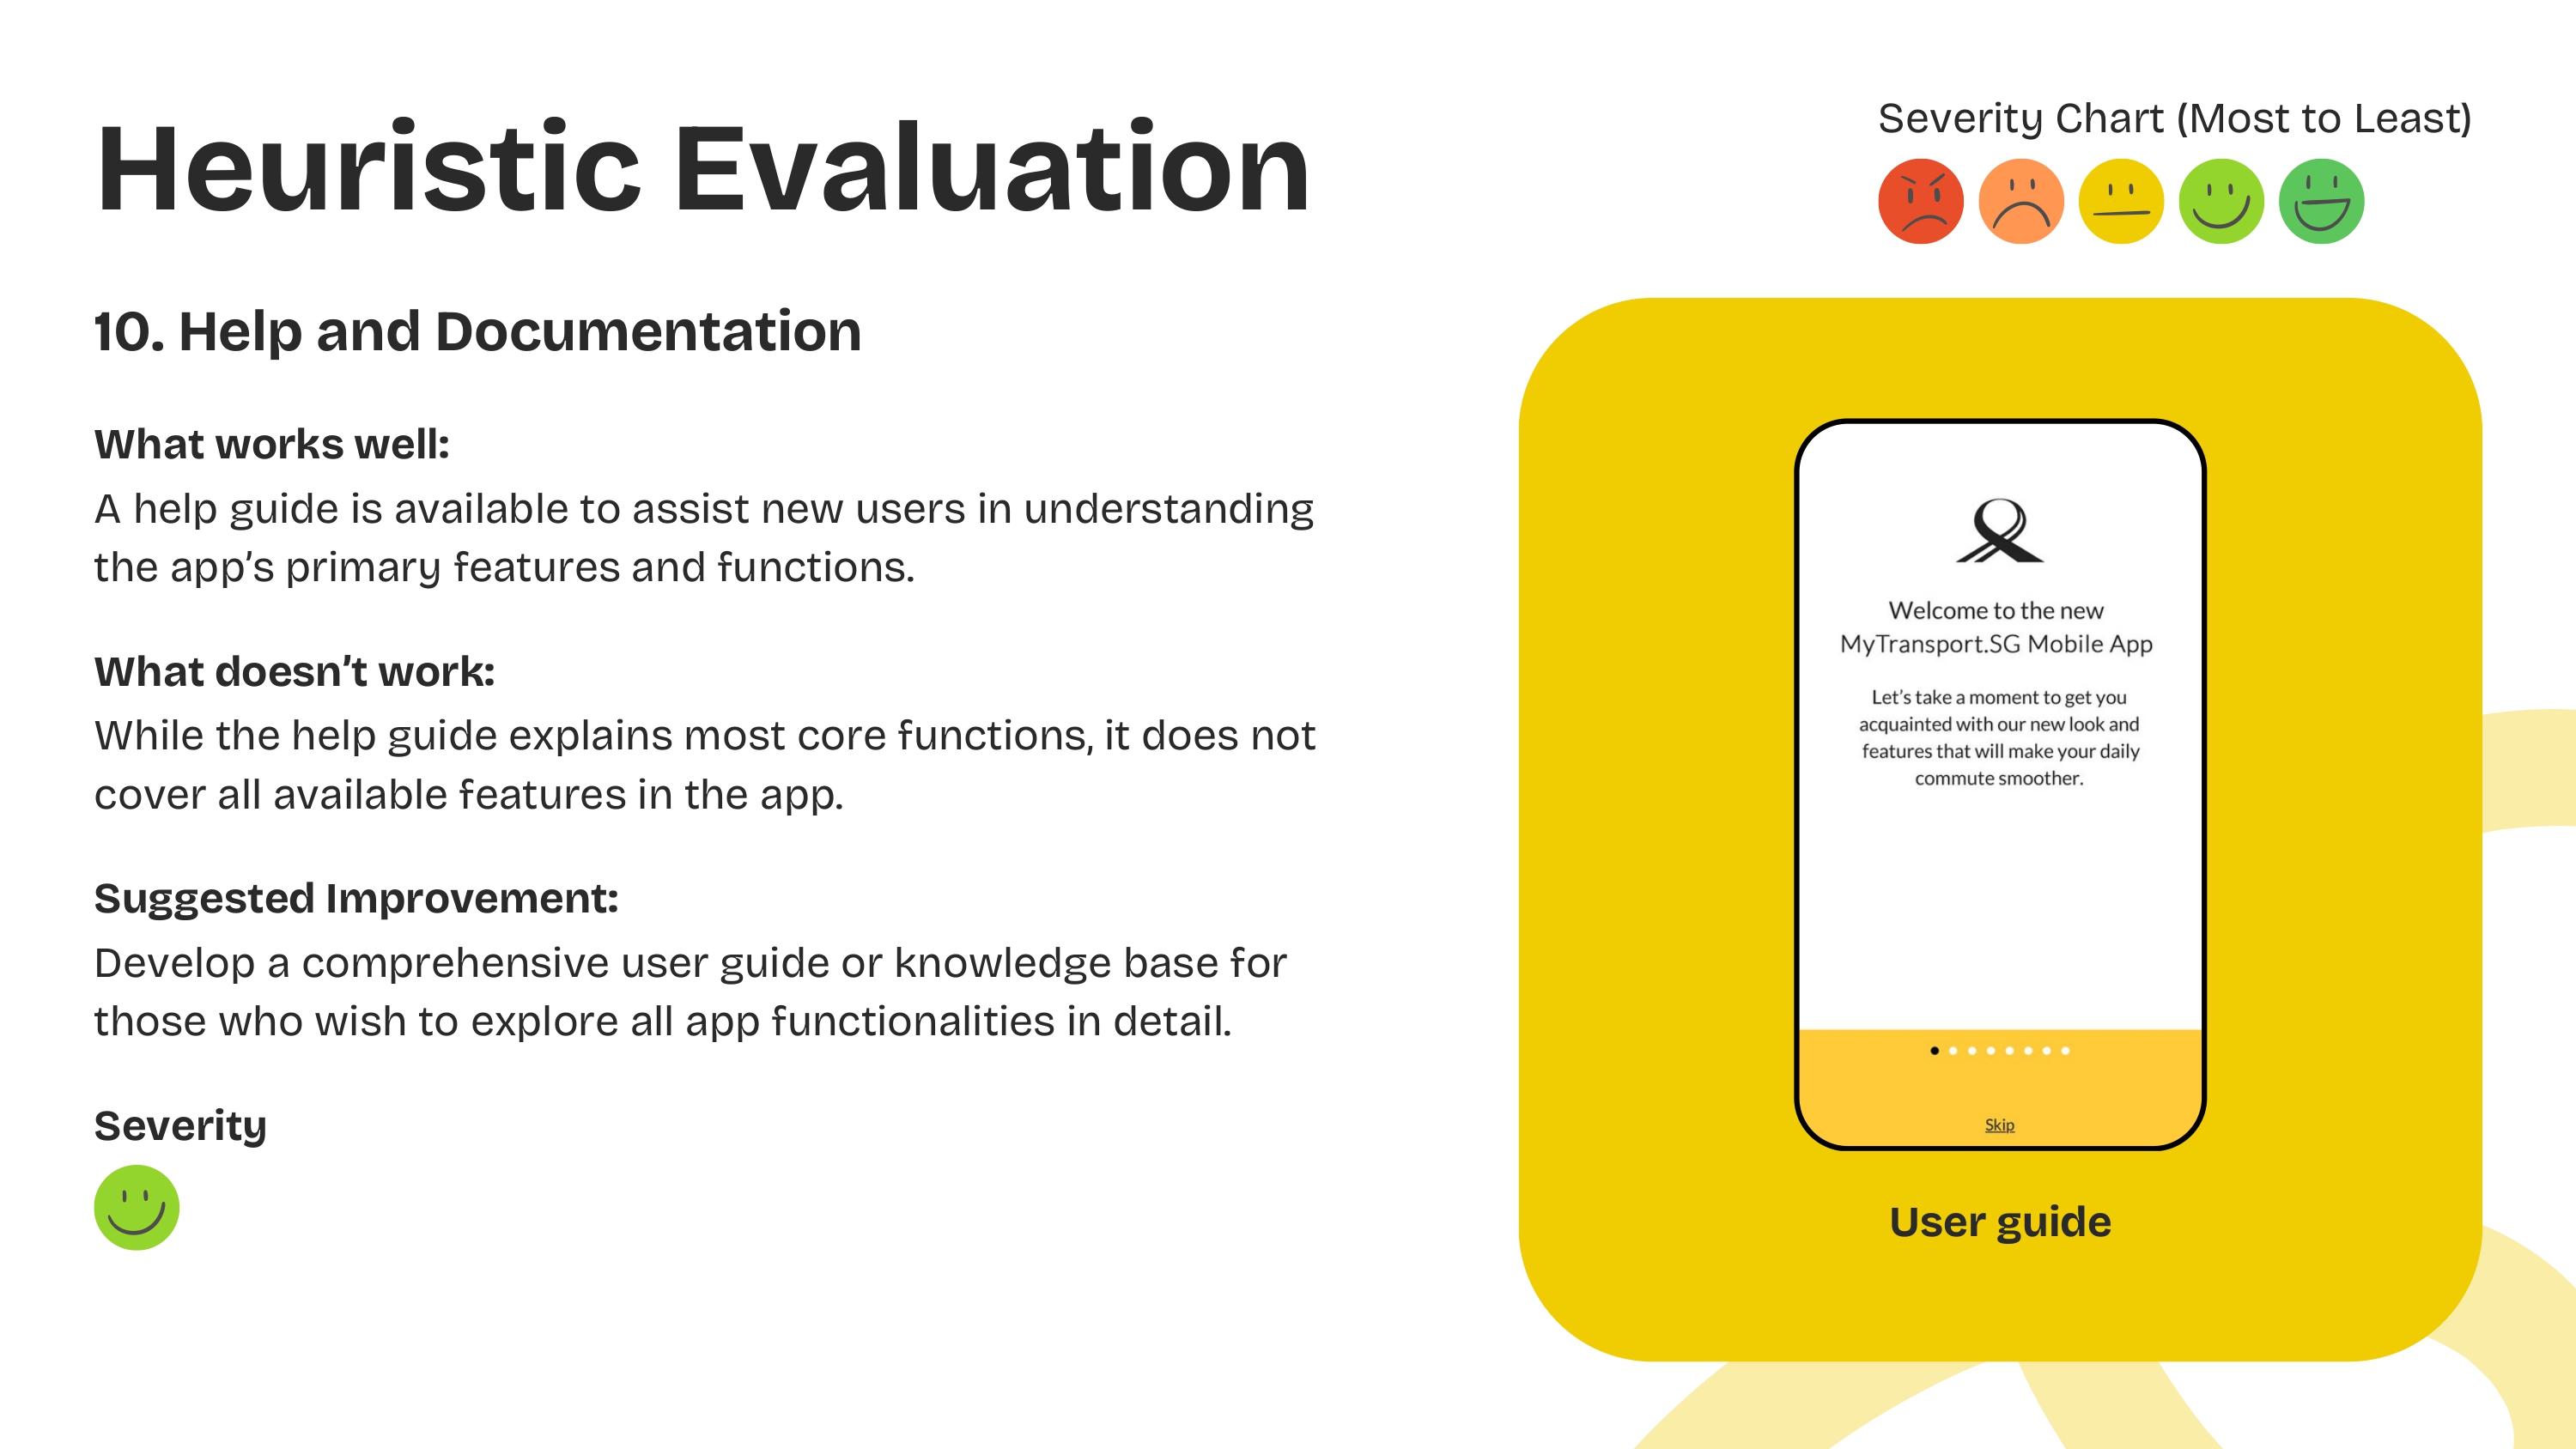 Heuristic Evaluation
Severity Chart (Most to Least)
10. Help and Documentation
What works well:
A help guide is available to assist new users in understanding
the app’s primary features and functions.
What doesn’t work:
While the help guide explains most core functions, it does not
cover all available features in the app.
Suggested Improvement:
Develop a comprehensive user guide or knowledge base for
those who wish to explore all app functionalities in detail.
Severity
Welcome to the new
MyTransport.SG Mobile App
Let’s take a moment to get you
acquainted with our new look and
features that will make your daily
commute smoother.
Skip
User guide